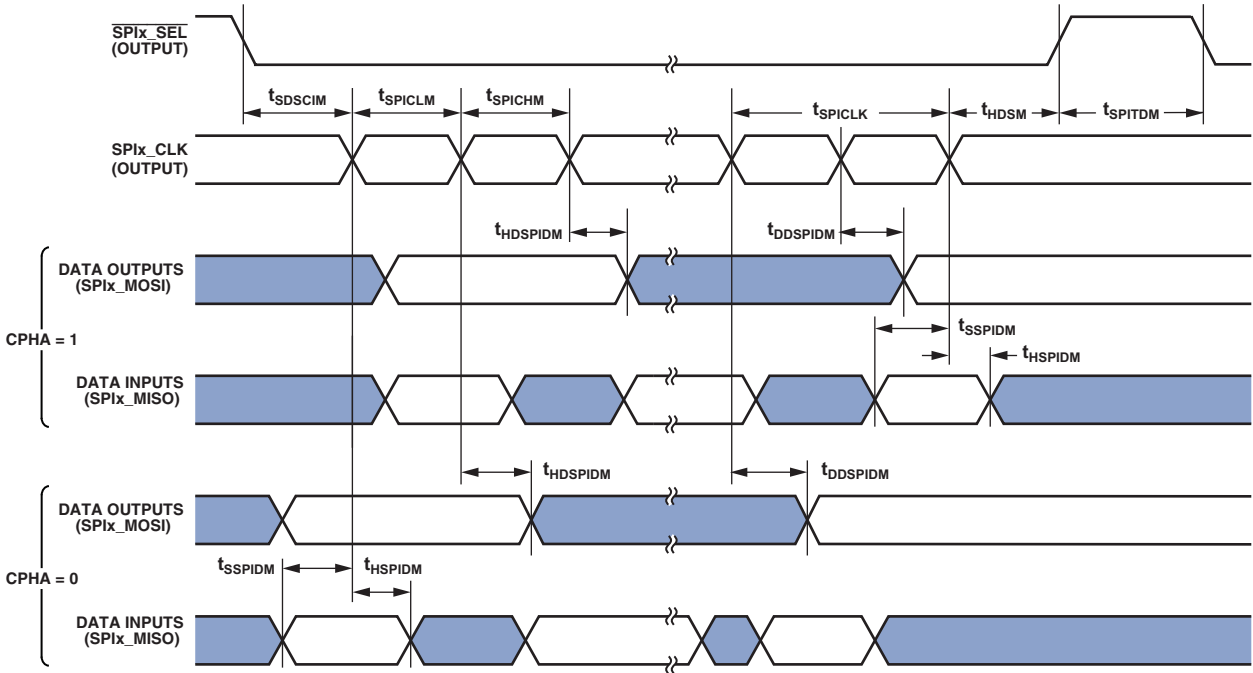 SPIx_SEL
(OUTPUT)
tSDSCIM
tSPICLM
tSPICHM
tSPICLK
tHDSM
tSPITDM
SPIx_CLK
(OUTPUT)
tHDSPIDM
tDDSPIDM
DATA OUTPUTS
(SPIx_MOSI)
CPHA = 1
tSSPIDM
tHSPIDM
DATA INPUTS
(SPIx_MISO)
tHDSPIDM
tDDSPIDM
DATA OUTPUTS
(SPIx_MOSI)
CPHA = 0
tSSPIDM
tHSPIDM
DATA INPUTS
(SPIx_MISO)